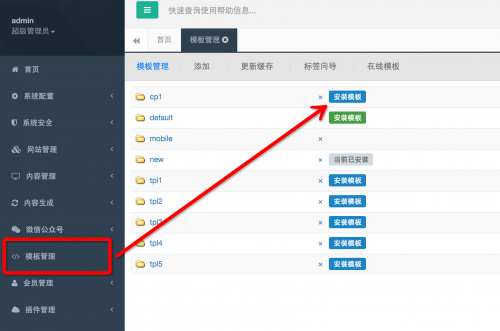 admin
超级管理员
快速查询使用帮助信息...
首页
模板管理
模板管理 添加 更新缓存 标签向导 在线模板
首页
系统配置
系统安全
网站管理
内容管理
内容生成
微信公众号
模板管理
会员管理
插件管理
cp1 × 安装模板
default 安装模板
mobile ×
new × 当前已安装
tpl1 × 安装模板
tpl2 × 安装模板
tpl3 × 安装模板
tpl4 × 安装模板
tpl5 × 安装模板